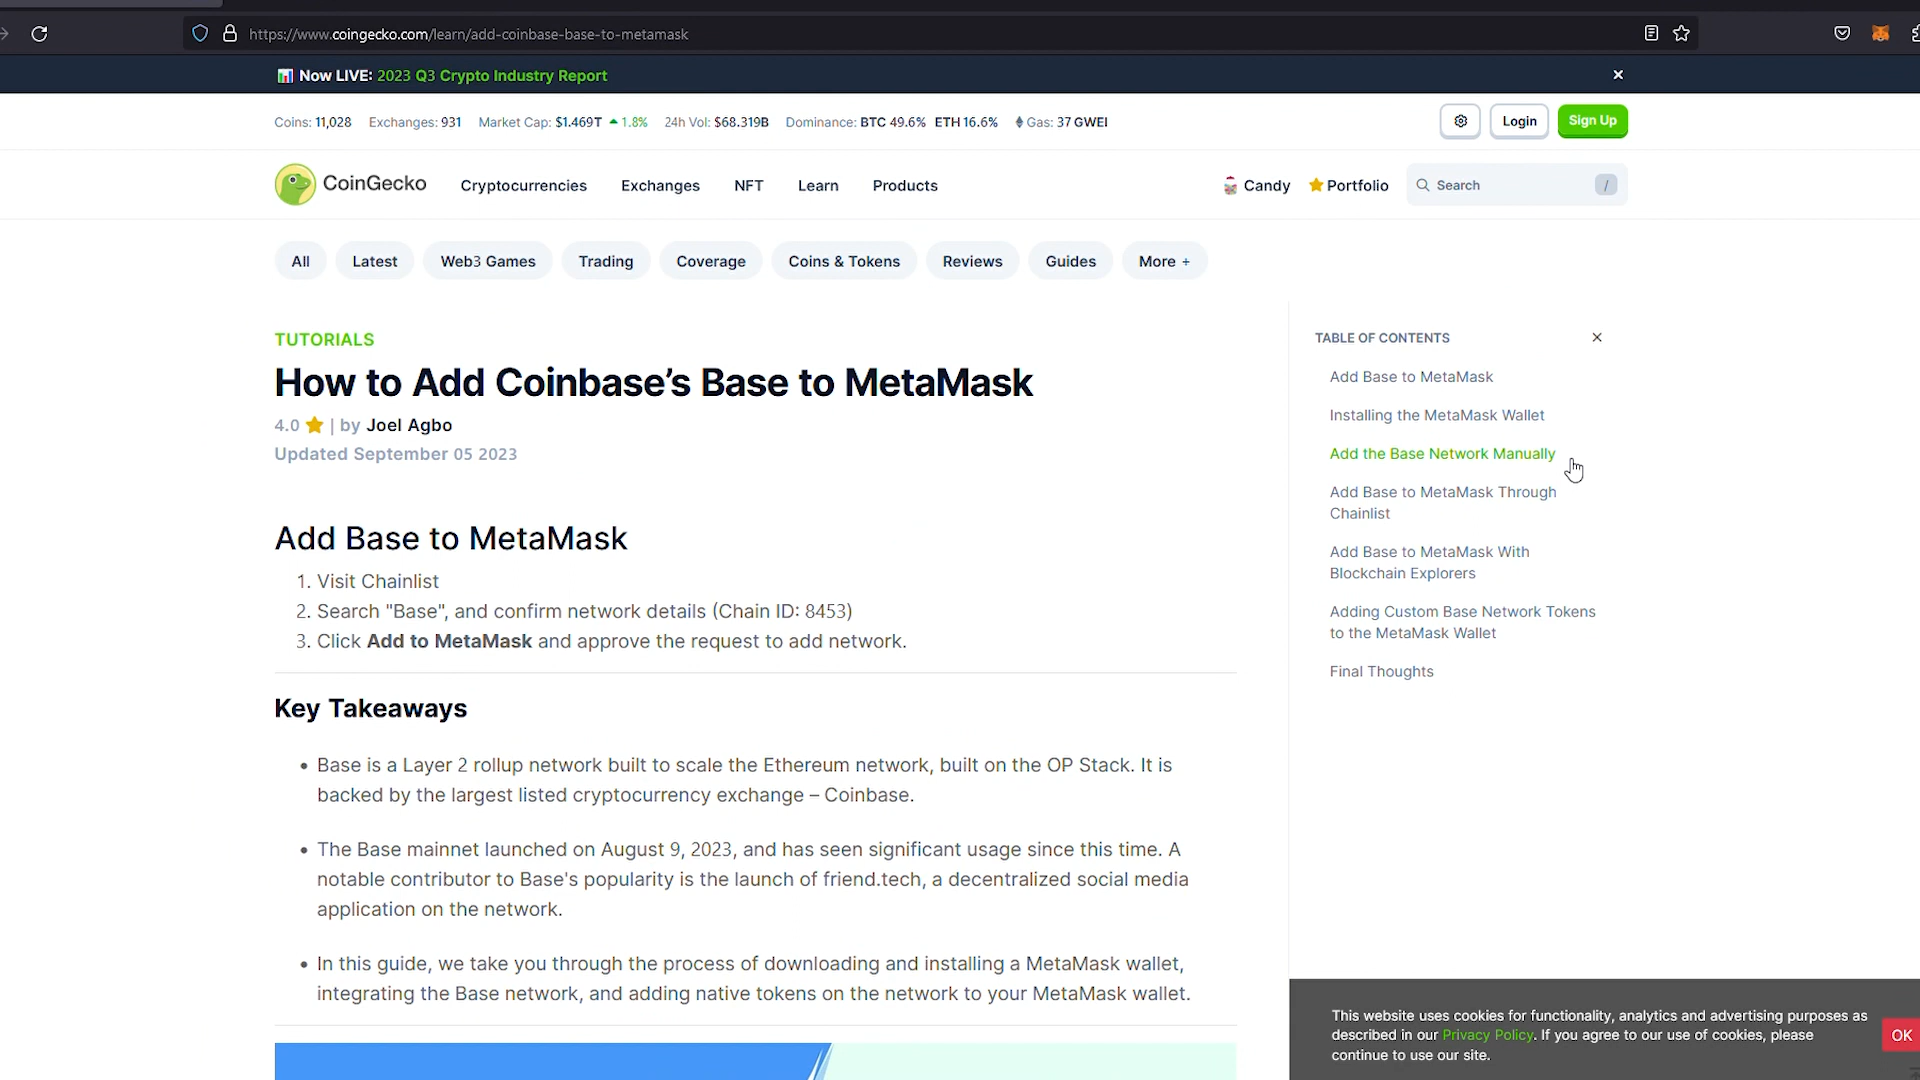 https://www.coingecko.com/learn/add-coinbase-base-to-metamask
Now LIVE: 2023 Q3 Crypto Industry Report
Coins: 11,028 Exchanges: 931 Market Cap: $1.469T 1.8% 24h Vol: $68.319B Dominance: BTC 49.6% ETH 16.6% Gas: 37 GWEI
Login
Sign Up
CoinGecko
Cryptocurrencies
Exchanges
NFT
Learn
Products
Candy
Portfolio
Search
/
All
Latest
Web3 Games
Trading
Coverage
Coins & Tokens
Reviews
Guides
More +
TUTORIALS
How to Add Coinbase's Base to MetaMask
4.0 | by Joel Agbo
Updated September 05 2023
Add Base to MetaMask
1. Visit Chainlist
2. Search "Base", and confirm network details (Chain ID: 8453)
3. Click Add to MetaMask and approve the request to add network.
Key Takeaways
• Base is a Layer 2 rollup network built to scale the Ethereum network, built on the OP Stack. It is
backed by the largest listed cryptocurrency exchange – Coinbase.
• The Base mainnet launched on August 9, 2023, and has seen significant usage since this time. A
notable contributor to Base's popularity is the launch of friend.tech, a decentralized social media
application on the network.
• In this guide, we take you through the process of downloading and installing a MetaMask wallet,
integrating the Base network, and adding native tokens on the network to your MetaMask wallet.
TABLE OF CONTENTS
Add Base to MetaMask
Installing the MetaMask Wallet
Add the Base Network Manually
Add Base to MetaMask Through
Chainlist
Add Base to MetaMask With
Blockchain Explorers
Adding Custom Base Network Tokens
to the MetaMask Wallet
Final Thoughts
This website uses cookies for functionality, analytics and advertising purposes as
described in our Privacy Policy. If you agree to our use of cookies, please
continue to use our site.
OK